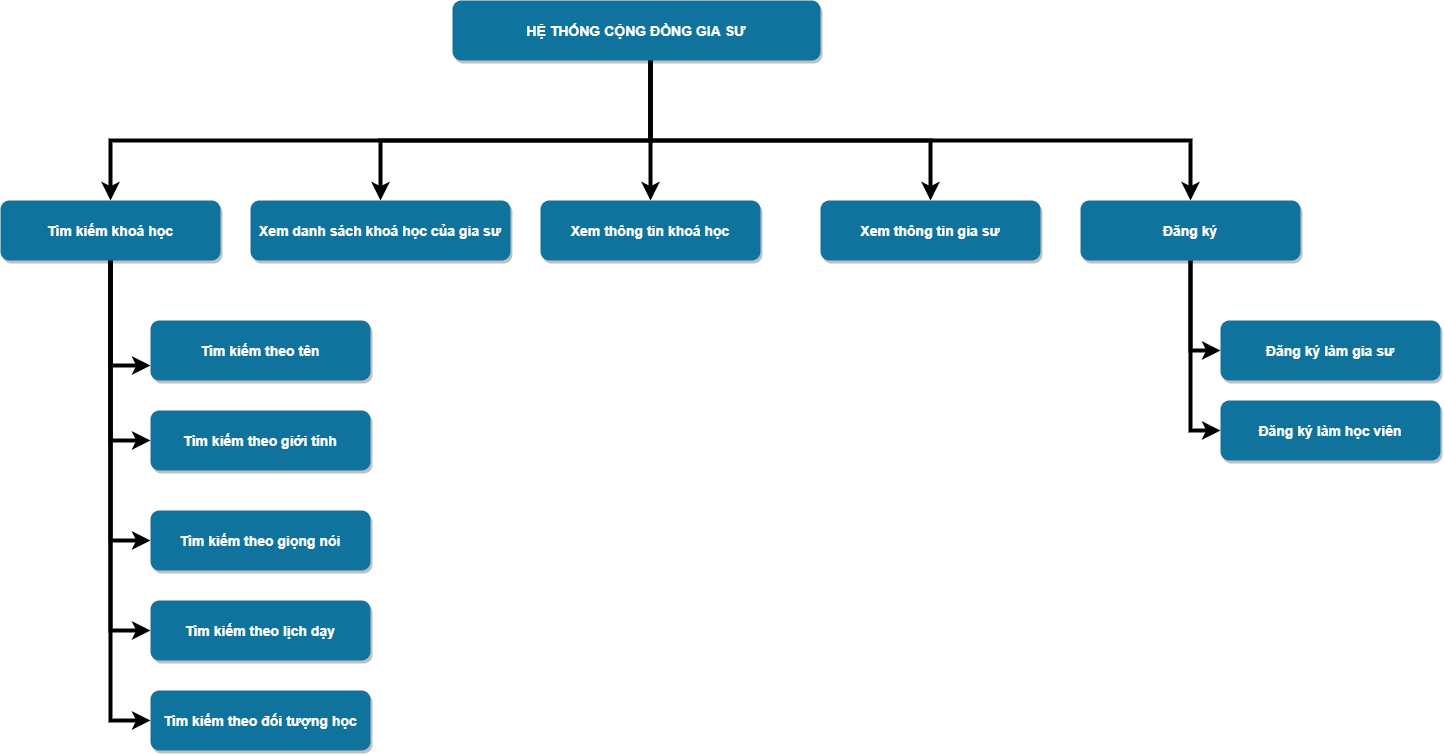 HỆ THỐNG CỘNG ĐỒNG GIA SƯ
Tìm kiếm khoá học
Xem danh sách khoá học của gia sư
Xem thông tin khoá học
Xem thông tin gia sư
Đăng ký
Tìm kiếm theo tên
Tìm kiếm theo giới tính
Tìm kiếm theo giọng nói
Tìm kiếm theo lịch dạy
Tìm kiếm theo đối tượng học
Đăng ký làm gia sư
Đăng ký làm học viên